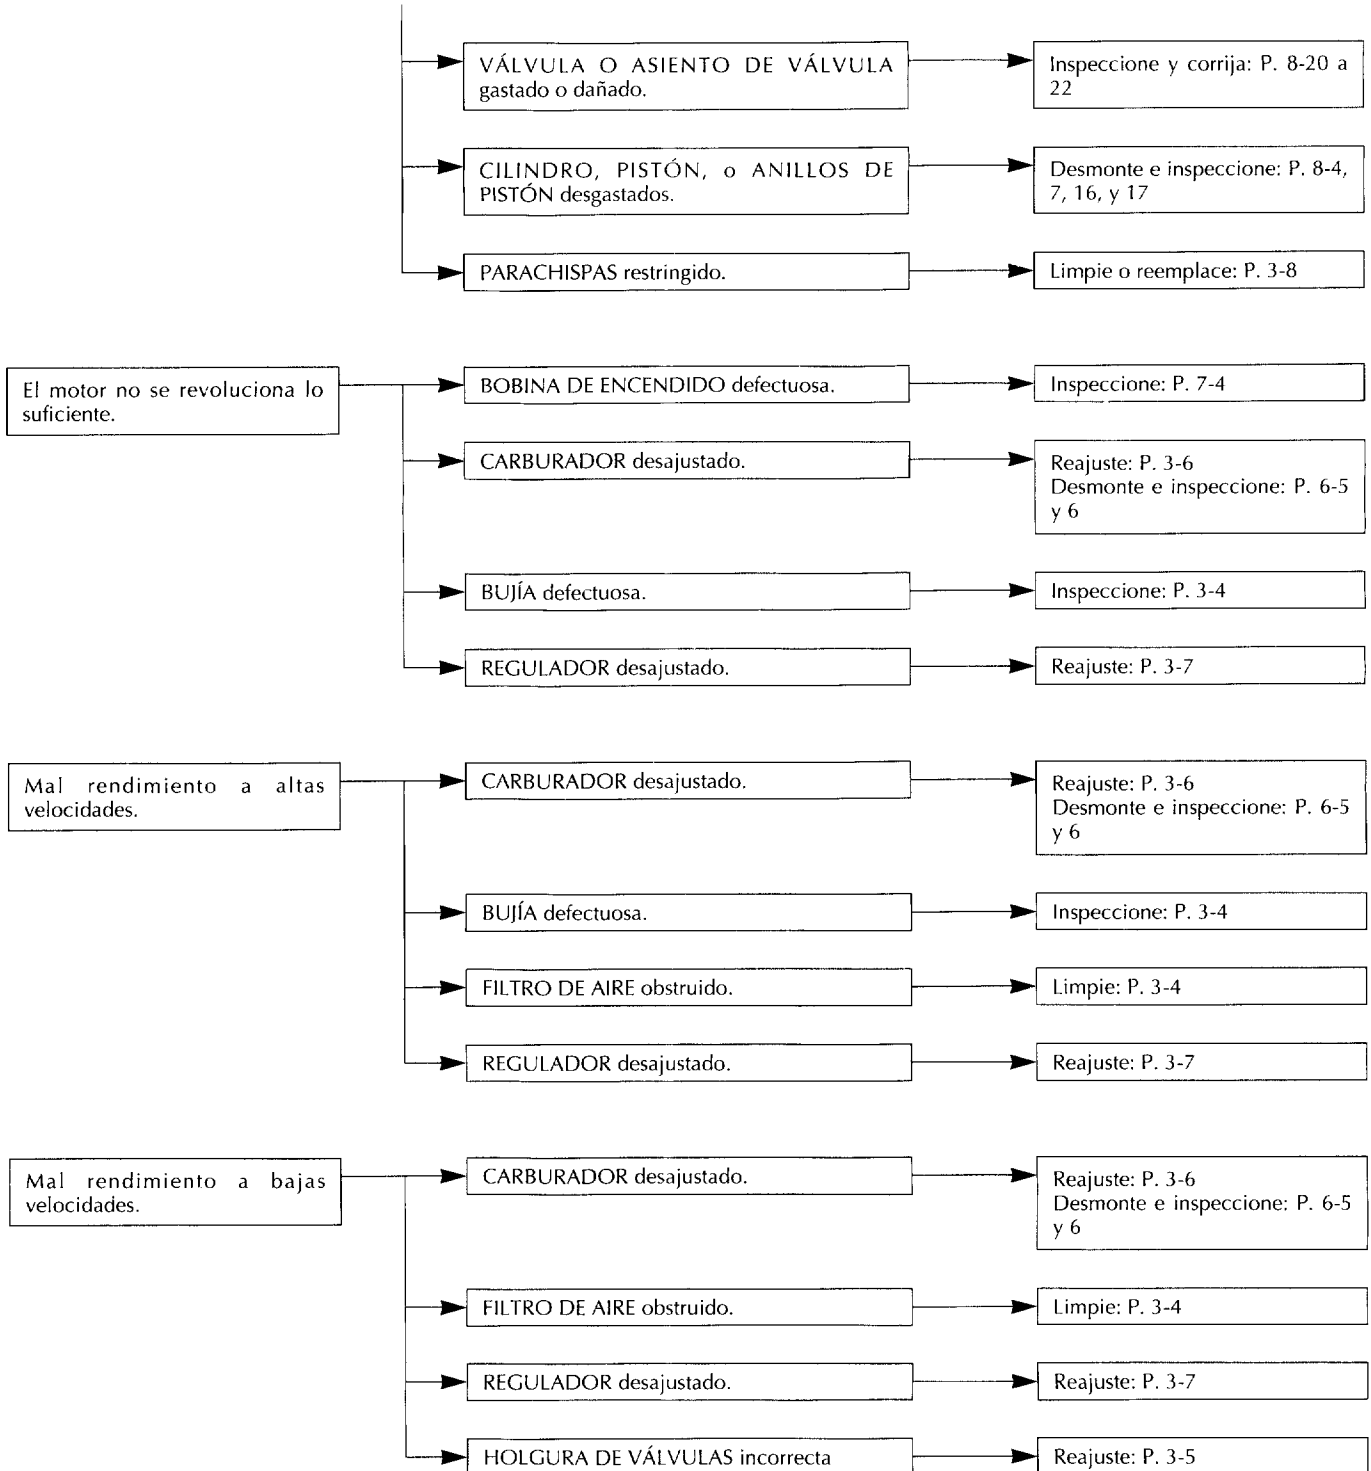 VÁLVULA O ASIENTO DE VÁLVULA
gastado o dañado.
Inspeccione y corrija: P. 8-20 a
22
CILINDRO, PISTÓN, o ANILLOS DE
PISTÓN desgastados.
Desmonte e inspeccione: P. 8-4,
7, 16, y 17
PARACHISPAS restringido.
Limpie o reemplace: P. 3-8
El motor no se revoluciona lo
suficiente.
BOBINA DE ENCENDIDO defectuosa.
Inspeccione: P. 7-4
CARBURADOR desajustado.
Reajuste: P. 3-6
Desmonte e inspeccione: P. 6-5
y 6
BUJÍA defectuosa.
Inspeccione: P. 3-4
REGULADOR desajustado.
Reajuste: P. 3-7
Mal rendimiento a altas
velocidades.
CARBURADOR desajustado.
Reajuste: P. 3-6
Desmonte e inspeccione: P. 6-5
y 6
BUJÍA defectuosa.
Inspeccione: P. 3-4
FILTRO DE AIRE obstruido.
Limpie: P. 3-4
REGULADOR desajustado.
Reajuste: P. 3-7
Mal rendimiento a bajas
velocidades.
CARBURADOR desajustado.
Reajuste: P. 3-6
Desmonte e inspeccione: P. 6-5
y 6
FILTRO DE AIRE obstruido.
Limpie: P. 3-4
REGULADOR desajustado.
Reajuste: P. 3-7
HOLGURA DE VÁLVULAS incorrecta
Reajuste: P. 3-5